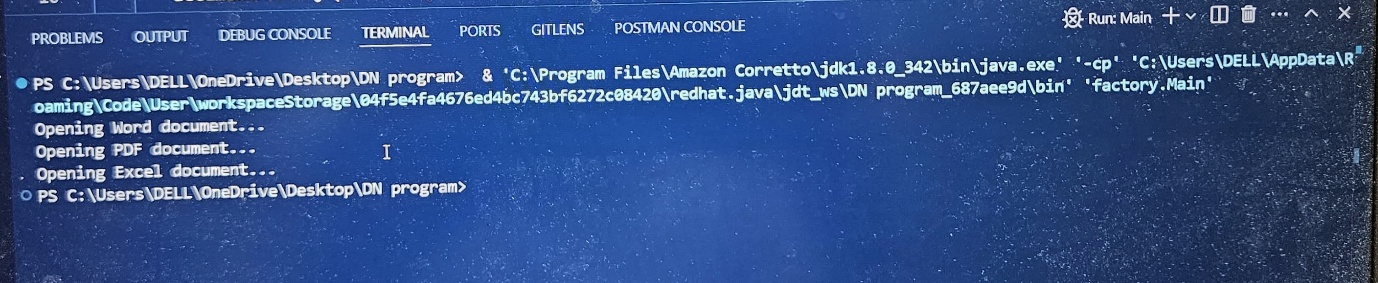 Run: Main
PROBLEMS OUTPUT DEBUG CONSOLE TERMINAL PORTS GITLENS POSTMAN CONSOLE
PS C:\Users\DELL\OneDrive\Desktop\DN program> & 'C:\Program Files\Amazon Corretto\jdk1.8.0_342\bin\java.exe' '-cp' 'C:\Users\DELL\AppData\R
oaming\Code\User\workspaceStorage\04f5e4fa4676ed4bc743bf6272c08420\redhat.java\jdt_ws\DN program_687aee9d\bin' 'factory.Main'
Opening Word document...
Opening PDF document...
Opening Excel document...
PS C:\Users\DELL\OneDrive\Desktop\DN program>